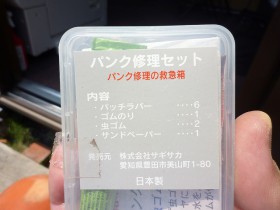 パンク修理セット
パンク修理の救急箱
内容
・パッチラバー ‥‥6
・ゴムのり ‥‥1
・虫ゴム ‥‥2
・サンドペーパー ‥‥1
発売元 株式会社サギサカ
愛知県豊田市美山町1-80
日本製